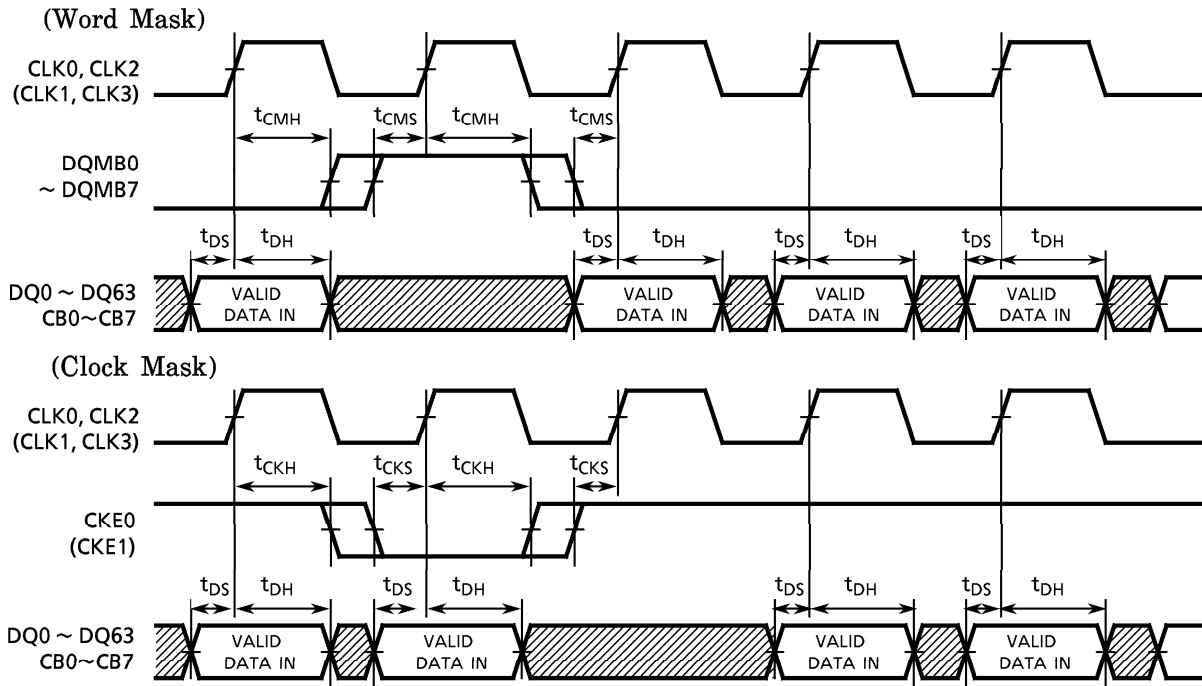 (Word Mask)
CLK0, CLK2
(CLK1, CLK3)
tCMH tCMS tCMH tCMS
DQMB0
~ DQMB7
tDS tDH tDS tDH tDS tDH tDS tDH
DQ0 ~ DQ63
CB0~CB7
VALID DATA IN VALID DATA IN VALID DATA IN VALID DATA IN
(Clock Mask)
CLK0, CLK2
(CLK1, CLK3)
tCKH tCKS tCKH tCKS
CKE0
(CKE1)
tDS tDH tDS tDH tDS tDH tDS tDH
DQ0 ~ DQ63
CB0~CB7
VALID DATA IN VALID DATA IN VALID DATA IN VALID DATA IN